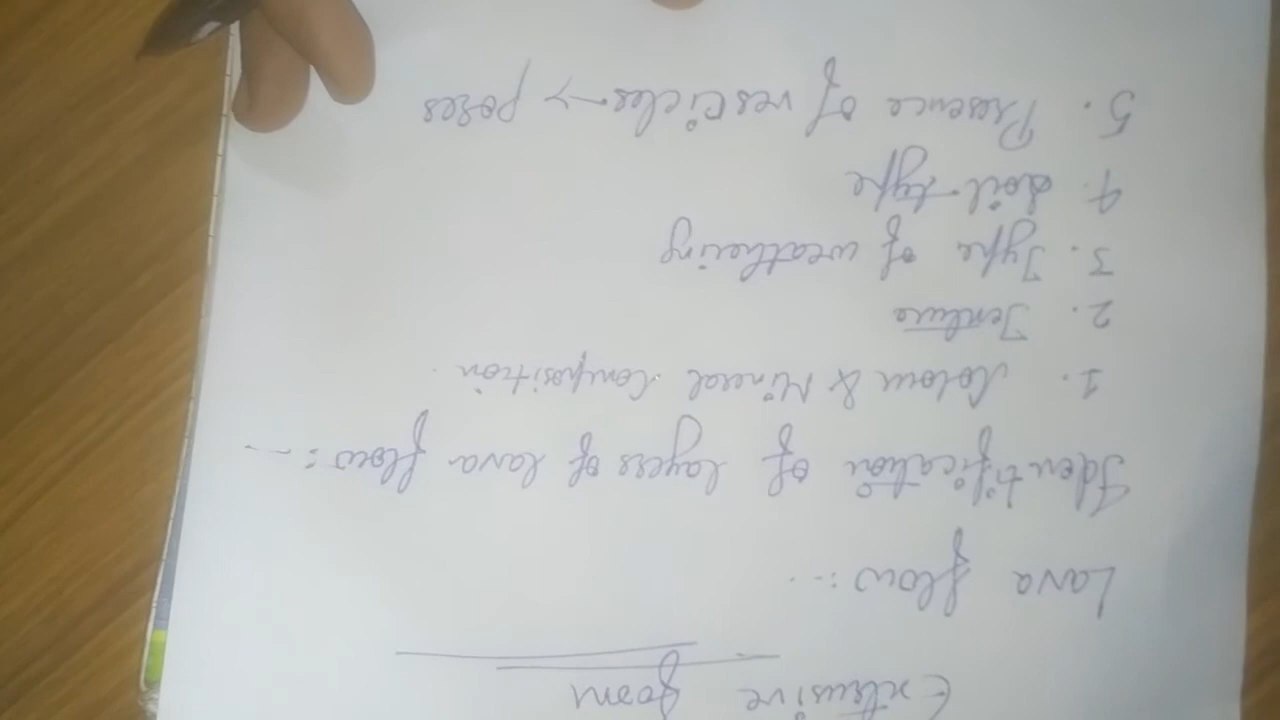 Extrusive form
Lava flow :-
Identification of layers of lava flow :-
1. Colour & Mineral Composition.
2. Texture
3. Type of weatheing
4. Soil type
5. Presence of vesicles → pores